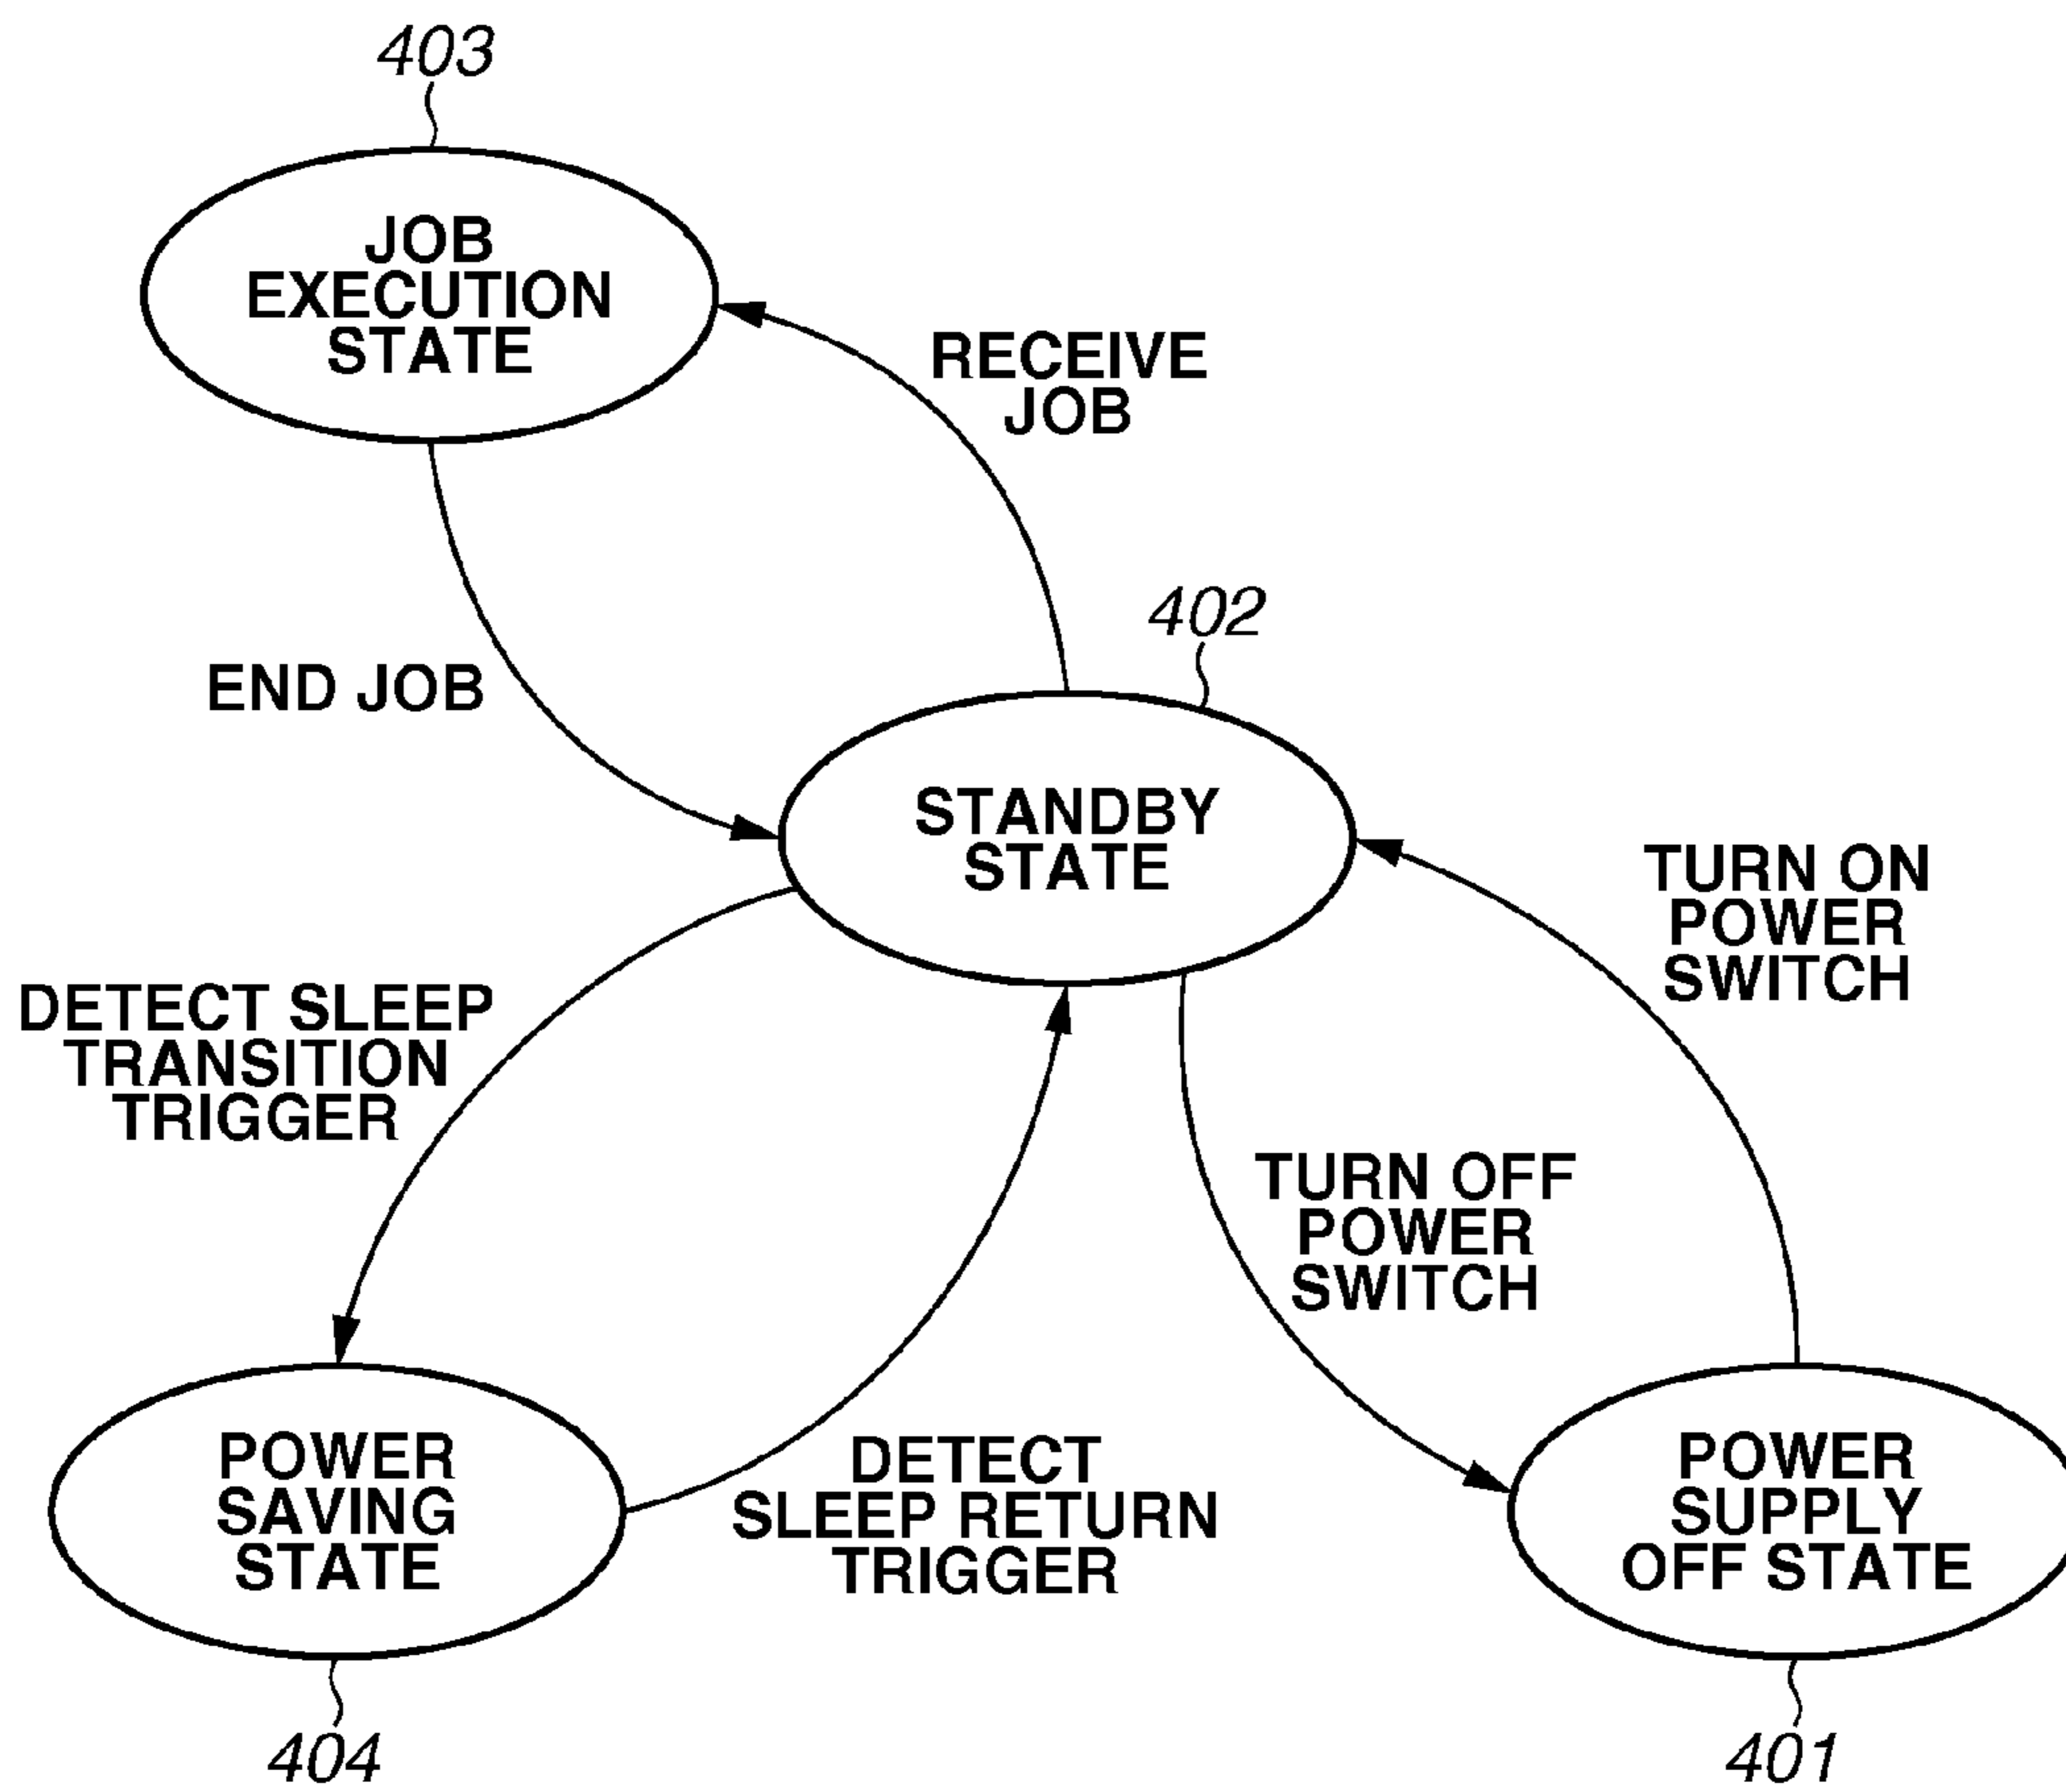 403
JOB
EXECUTION
STATE
RECEIVE
JOB
END JOB
402
STANDBY
STATE
TURN ON
POWER
SWITCH
DETECT SLEEP
TRANSITION
TRIGGER
TURN OFF
POWER
SWITCH
POWER
SAVING
STATE
DETECT
SLEEP RETURN
TRIGGER
POWER
SUPPLY
OFF STATE
404
401